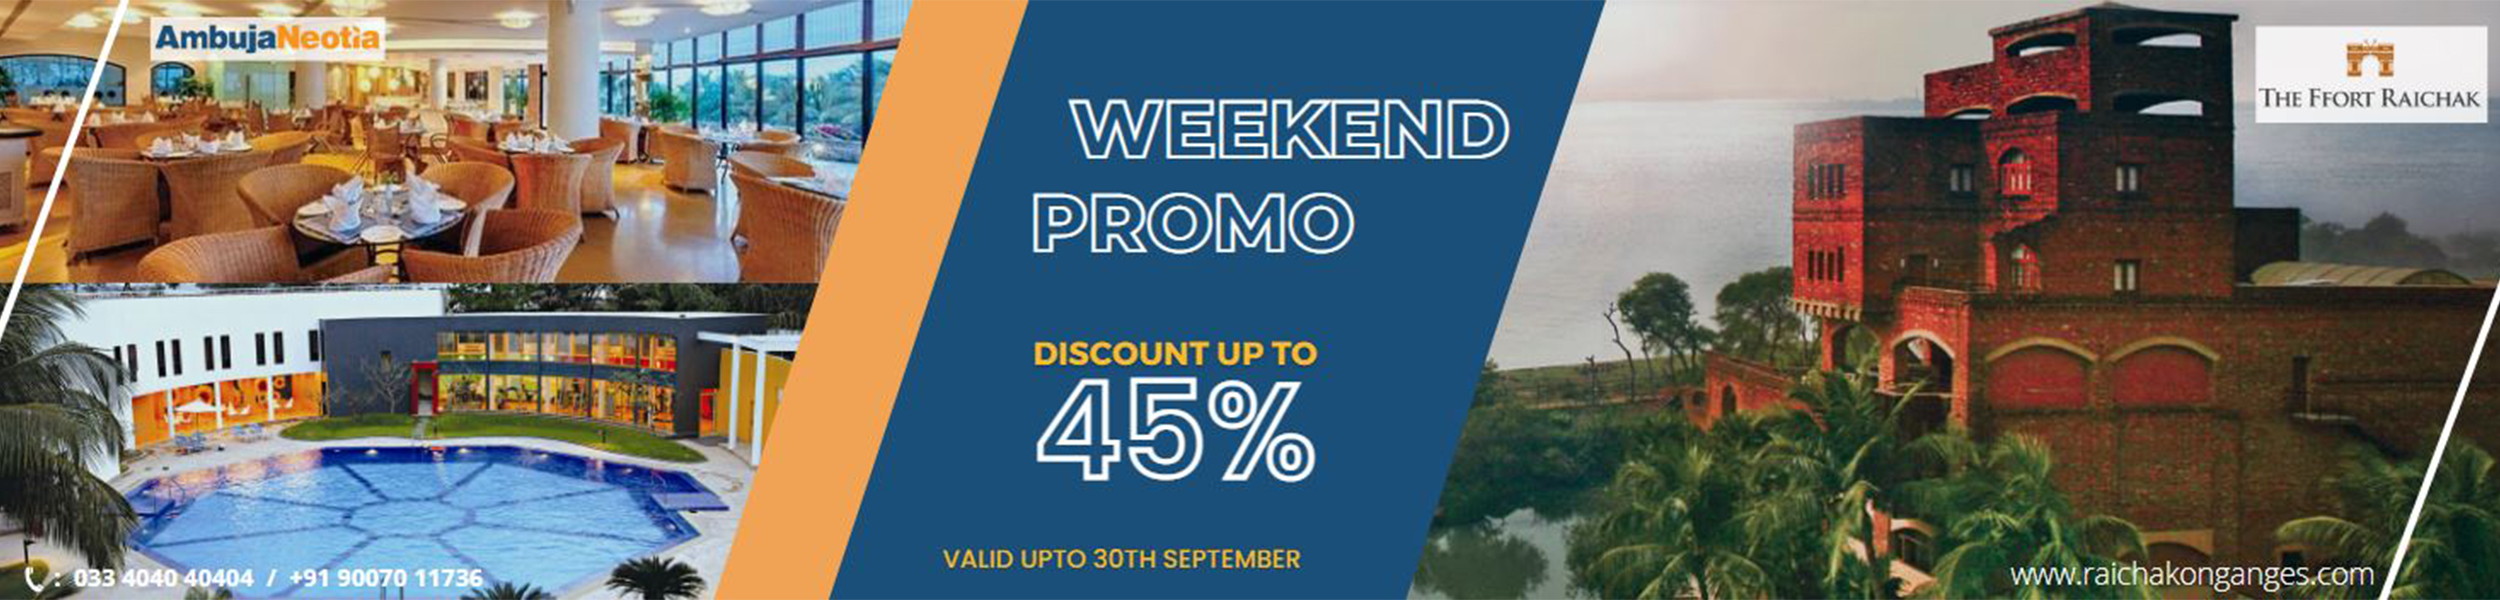 AmbujaNeotia
WEEKEND
PROMO
DISCOUNT UP TO
45%
VALID UPTO 30TH SEPTEMBER
: 033 4040 40404 / +91 90070 11736
THE FFORT RAICHAK
www.raichakonganges.com